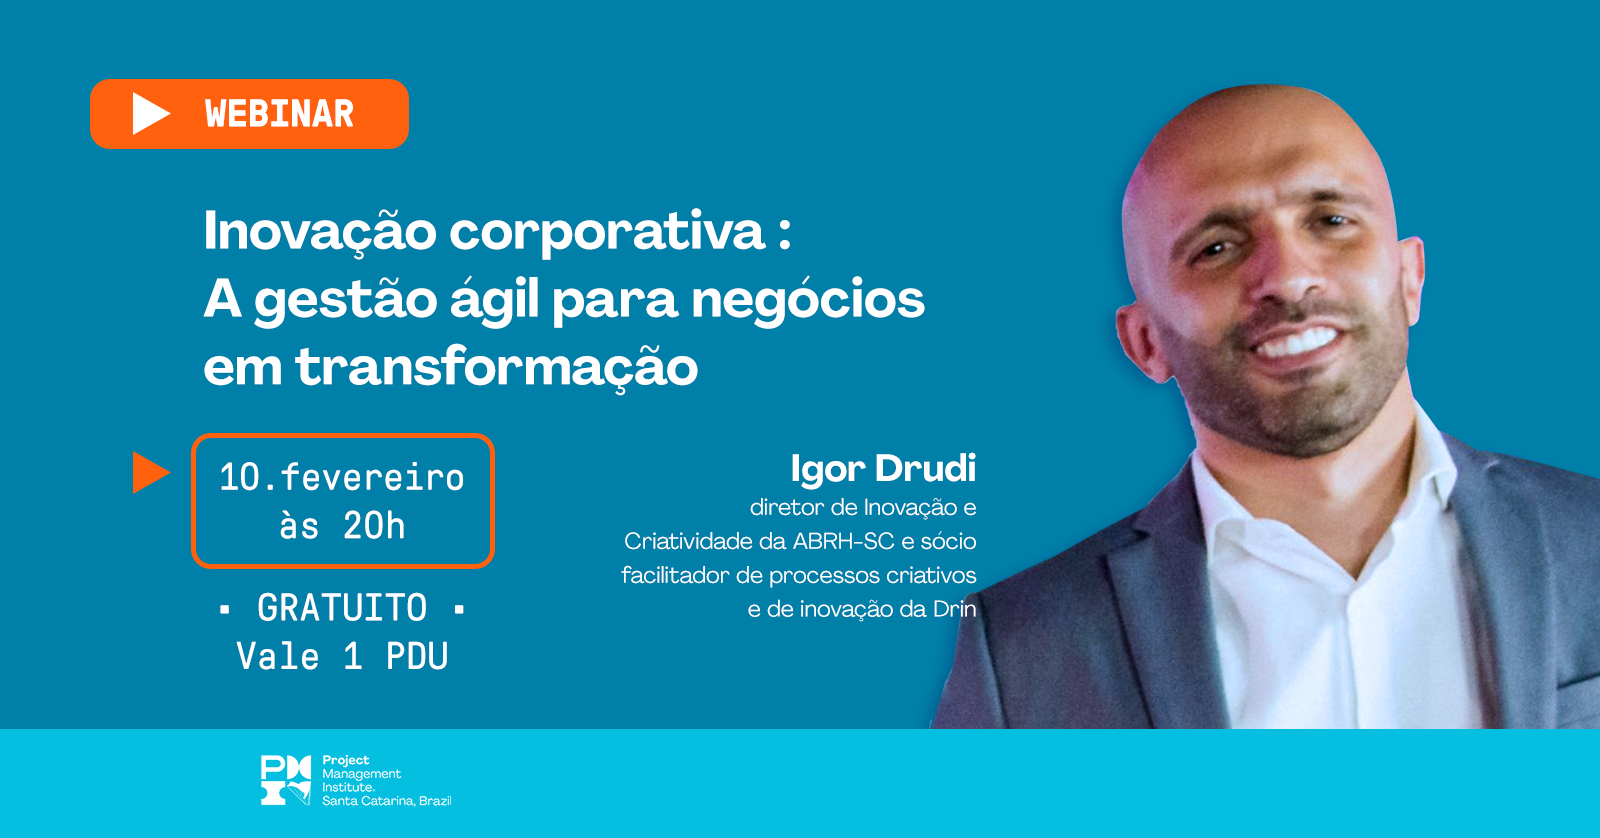 WEBINAR
Inovação corporativa :
A gestão ágil para negócios
em transformação
10.fevereiro
às 20h
▪ GRATUITO ▪
Vale 1 PDU
Igor Drudi
diretor de Inovação e
Criatividade da ABRH-SC e sócio
facilitador de processos criativos
e de inovação da Drin
Project
Management
Institute.
Santa Catarina, Brazil